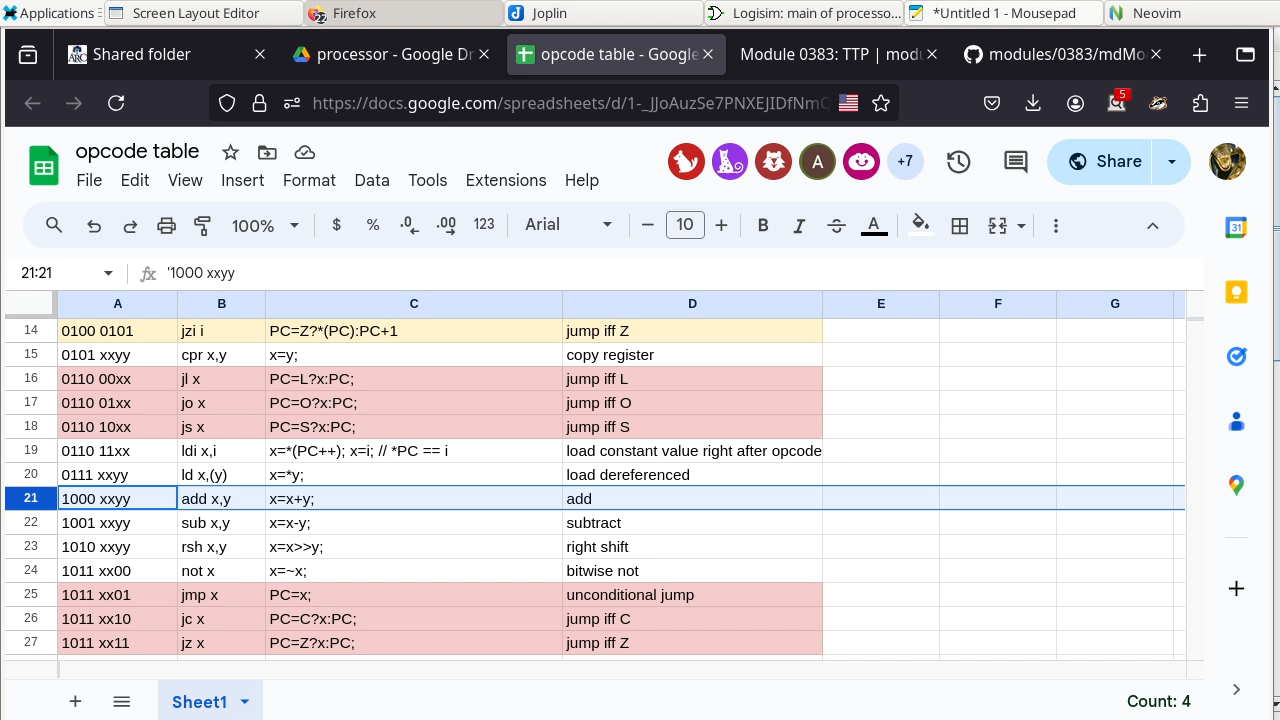 Applications Screen Layout Editor 22 Firefox Joplin Logisim: main of processo... *Untitled 1 - Mousepad Neovim
ARC Shared folder processor - Google Dr opcode table - Google Module 0383: TTP | modu modules/0383/mdMo
https://docs.google.com/spreadsheets/d/1-_JJoAuzSe7PNXEJIDfNmC 5
opcode table A +7 Share
File Edit View Insert Format Data Tools Extensions Help
100% $ % .0 .00 123 Arial 10 B I A 31
21:21 fx '1000 xxyy
A B C D E F G
14 0100 0101 jzi i PC=Z?*(PC):PC+1 jump iff Z
15 0101 xxyy cpr x,y x=y; copy register
16 0110 00xx jl x PC=L?x:PC; jump iff L
17 0110 01xx jo x PC=O?x:PC; jump iff O
18 0110 10xx js x PC=S?x:PC; jump iff S
19 0110 11xx ldi x,i x=*(PC++); x=i; // *PC == i load constant value right after opcode
20 0111 xxyy ld x,(y) x=*y; load dereferenced
21 1000 xxyy add x,y x=x+y; add
22 1001 xxyy sub x,y x=x-y; subtract
23 1010 xxyy rsh x,y x=x>>y; right shift
24 1011 xx00 not x x=~x; bitwise not
25 1011 xx01 jmp x PC=x; unconditional jump
26 1011 xx10 jc x PC=C?x:PC; jump iff C
27 1011 xx11 jz x PC=Z?x:PC; jump iff Z
Sheet1 Count: 4